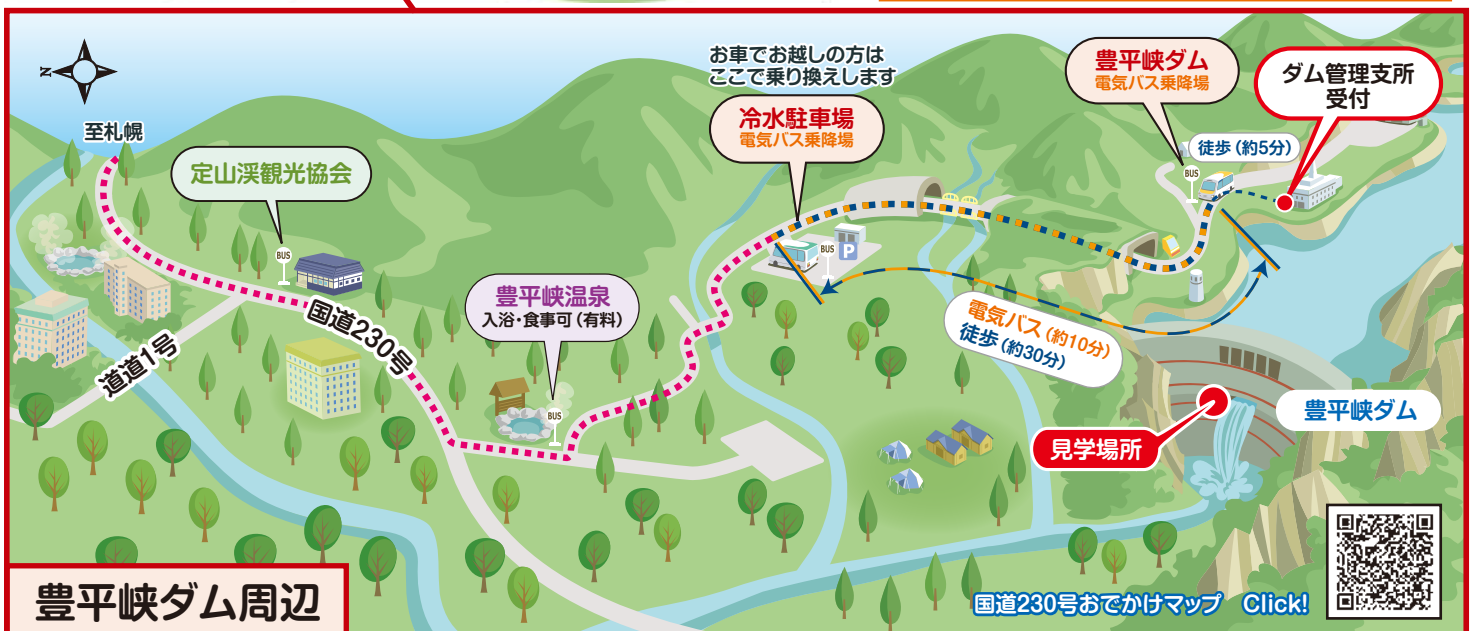 お車でお越しの方は
ここで乗り換えします
豊平峡ダム
電気バス乗降場
ダム管理支所
受付
N
至札幌
冷水駐車場
電気バス乗降場
徒歩（約5分）
定山渓観光協会
BUS
BUS
BUS
P
豊平峡温泉
入浴・食事可（有料）
国道230号
電気バス（約10分）
徒歩（約30分）
道道1号
BUS
豊平峡ダム
見学場所
豊平峡ダム周辺
国道230号おでかけマップ Click!